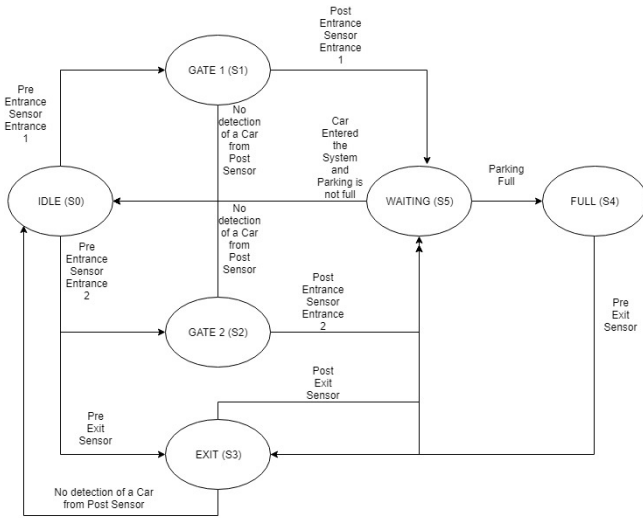 Post
Entrance
Sensor
Entrance
1
GATE 1 (S1)
Pre
Entrance
Sensor
Entrance
1
No
detection
of a Car
from
Post
Sensor
Car
Entered
the
System
and
Parking is
not full
Parking
Full
IDLE (S0)
WAITING (S5)
FULL (S4)
No
detection
of a Car
from
Post
Sensor
Pre
Entrance
Sensor
Entrance
2
Post
Entrance
Sensor
Entrance
2
Pre
Exit
Sensor
GATE 2 (S2)
Post
Exit
Sensor
Pre
Exit
Sensor
EXIT (S3)
No detection of a Car
from Post Sensor